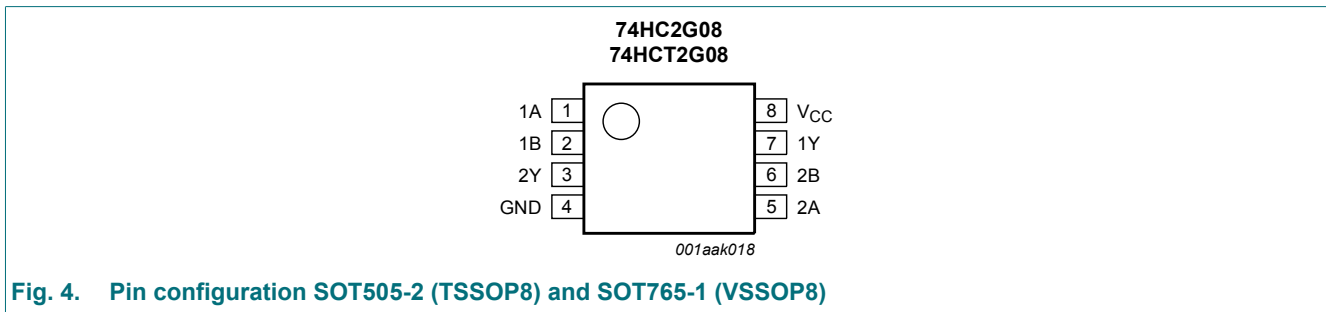 74HC2G08
74HCT2G08
1A 1 8 VCC
1B 2 7 1Y
2Y 3 6 2B
GND 4 5 2A
001aak018
Fig. 4. Pin configuration SOT505-2 (TSSOP8) and SOT765-1 (VSSOP8)